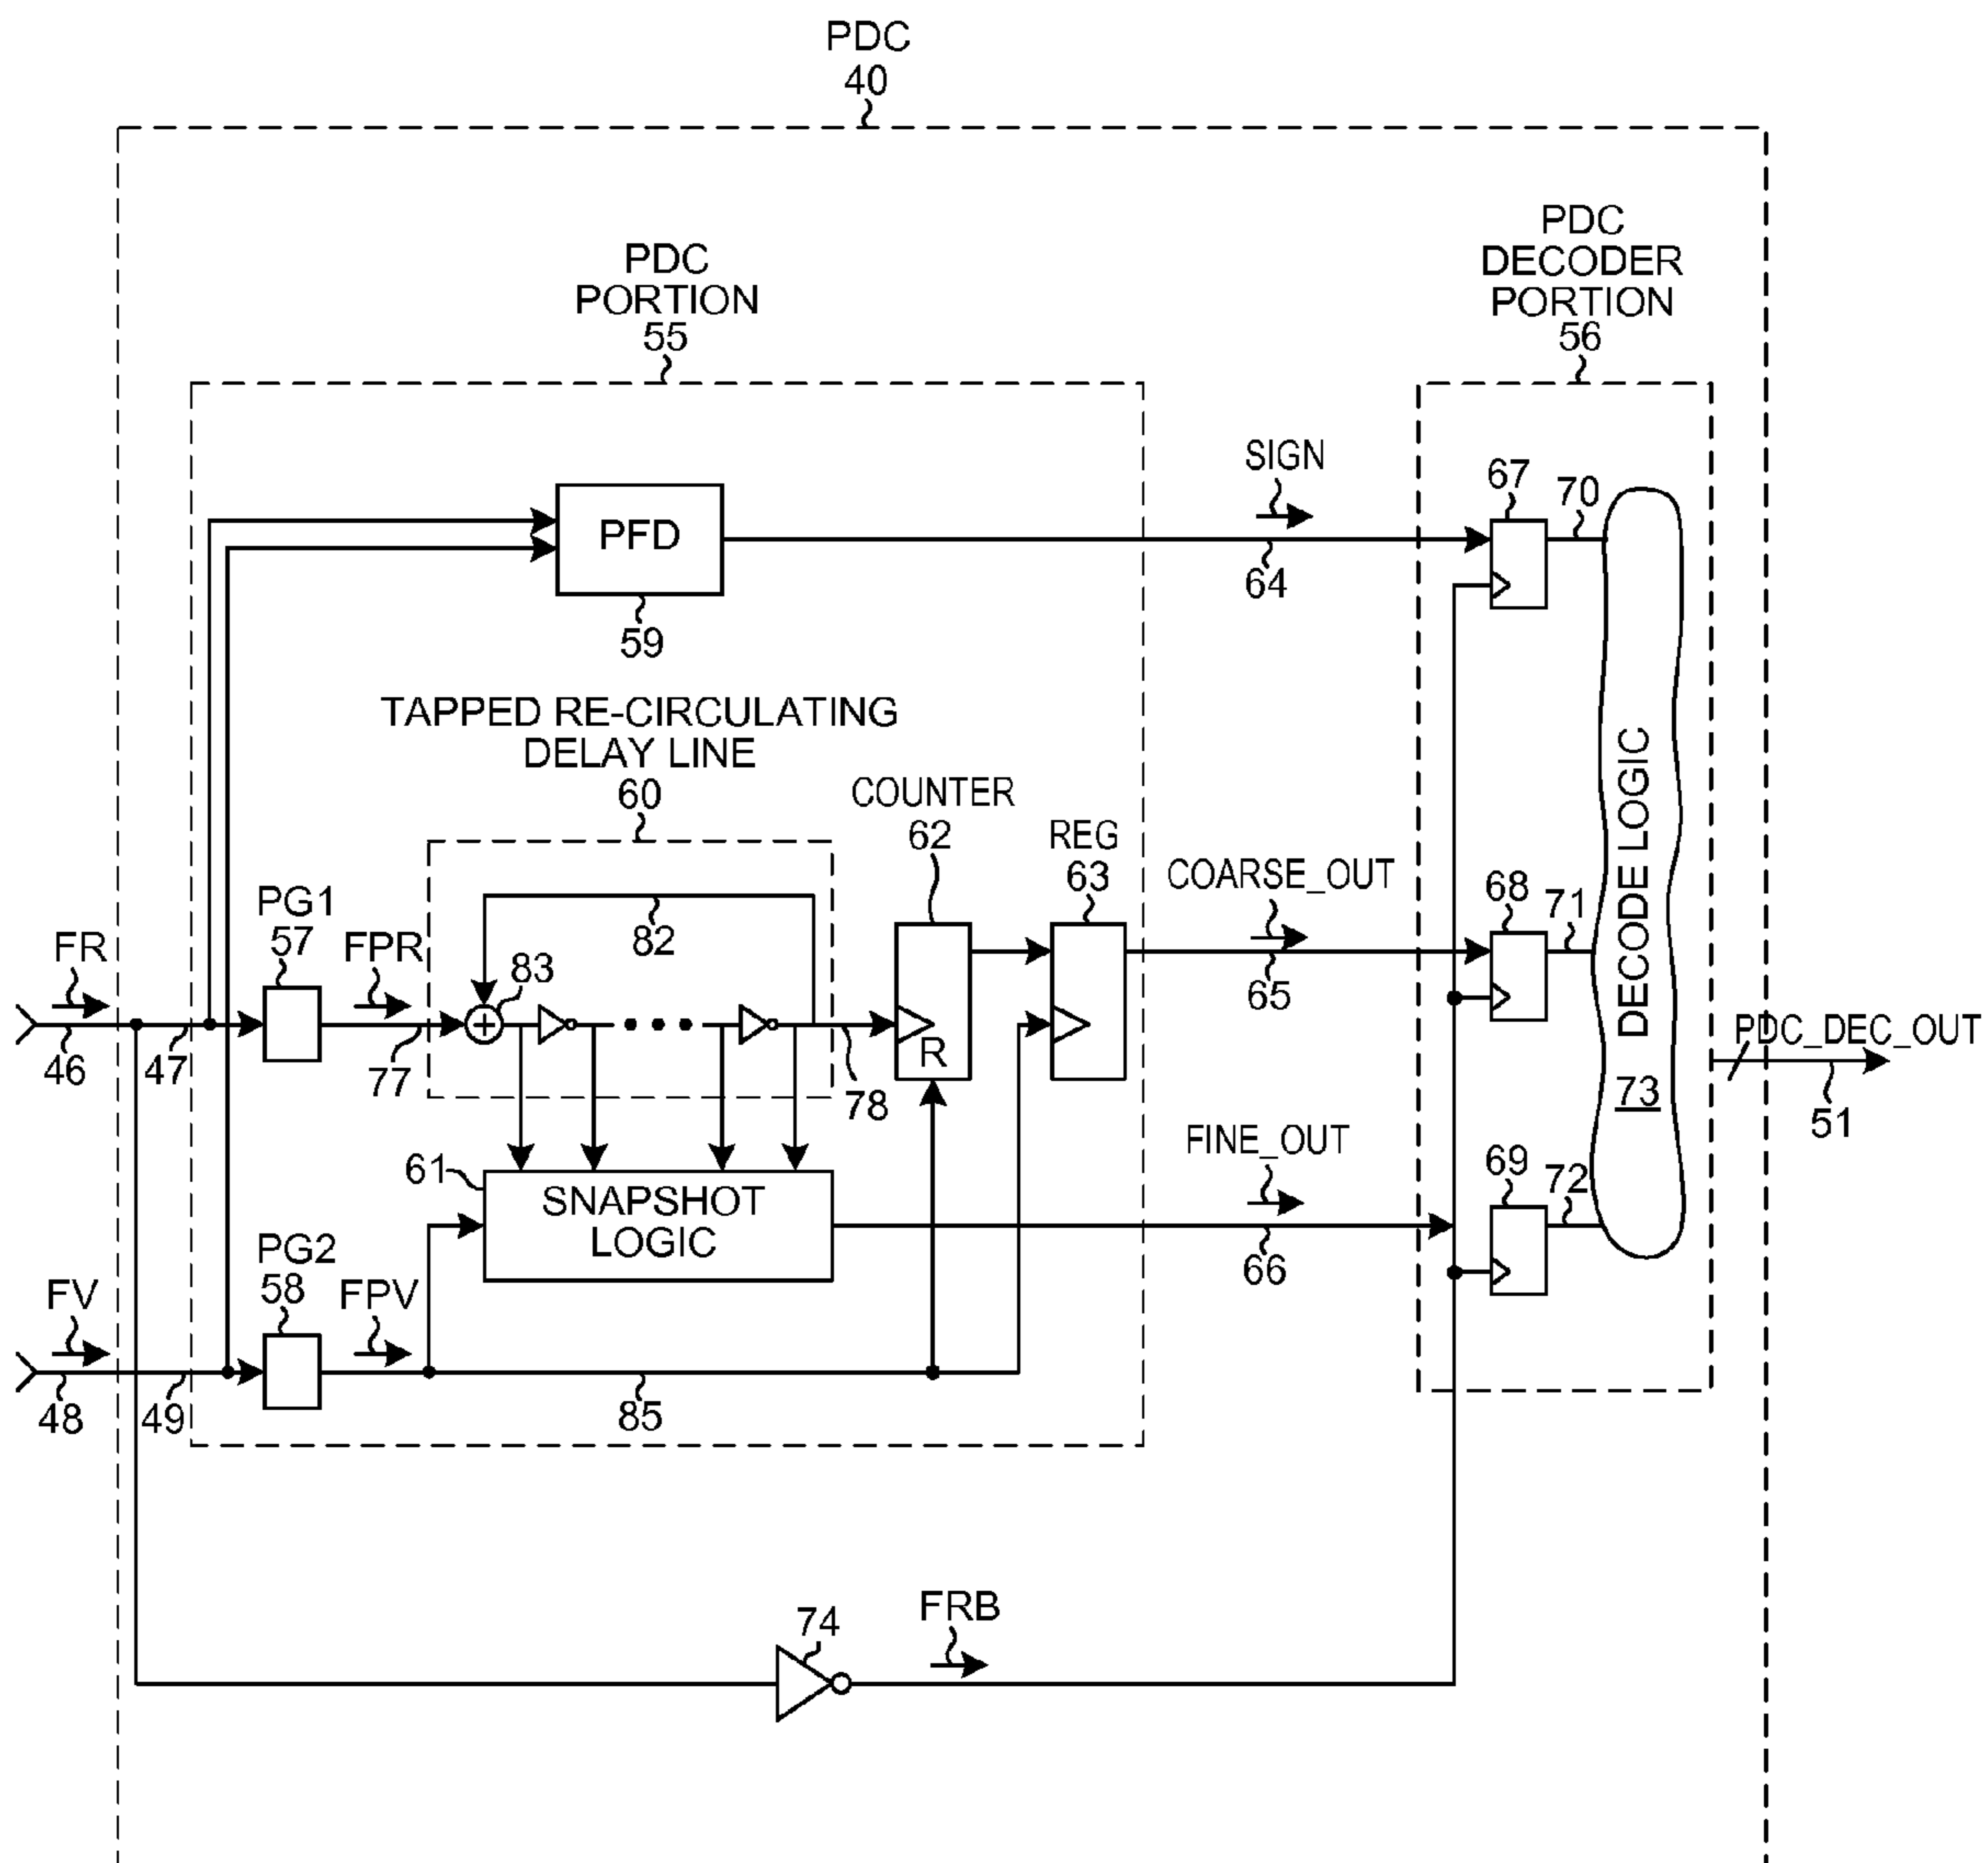 PDC
40
PDC
PORTION
55
PDC
DECODER
PORTION
56
SIGN
64
67
70
PFD
59
TAPPED RE-CIRCULATING
DELAY LINE
60
COUNTER
62
REG
63
COARSE_OUT
65
68
71
DECODE LOGIC
73
FR
46
47
PG1
57
FPR
77
83
82
+
78
R
PDC_DEC_OUT
51
61
SNAPSHOT
LOGIC
FINE_OUT
66
69
72
FV
48
49
PG2
58
FPV
85
74
FRB